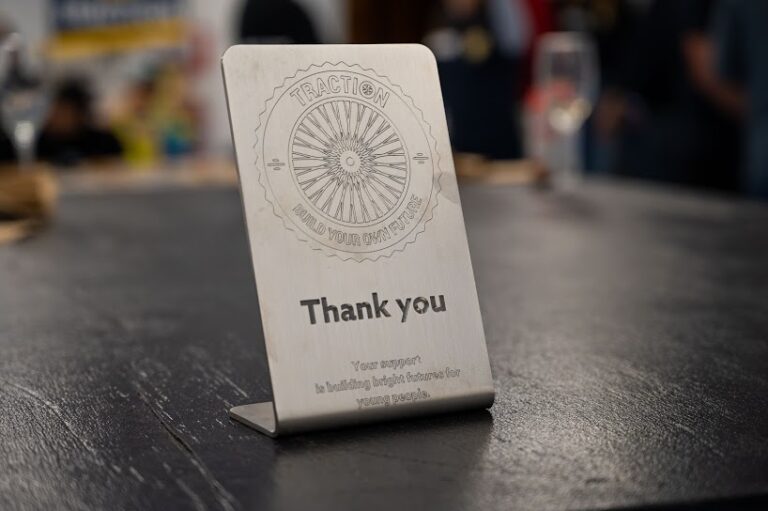 TRACTION
BUILD YOUR OWN FUTURE
Thank you
Your support
is building bright futures for
young people.